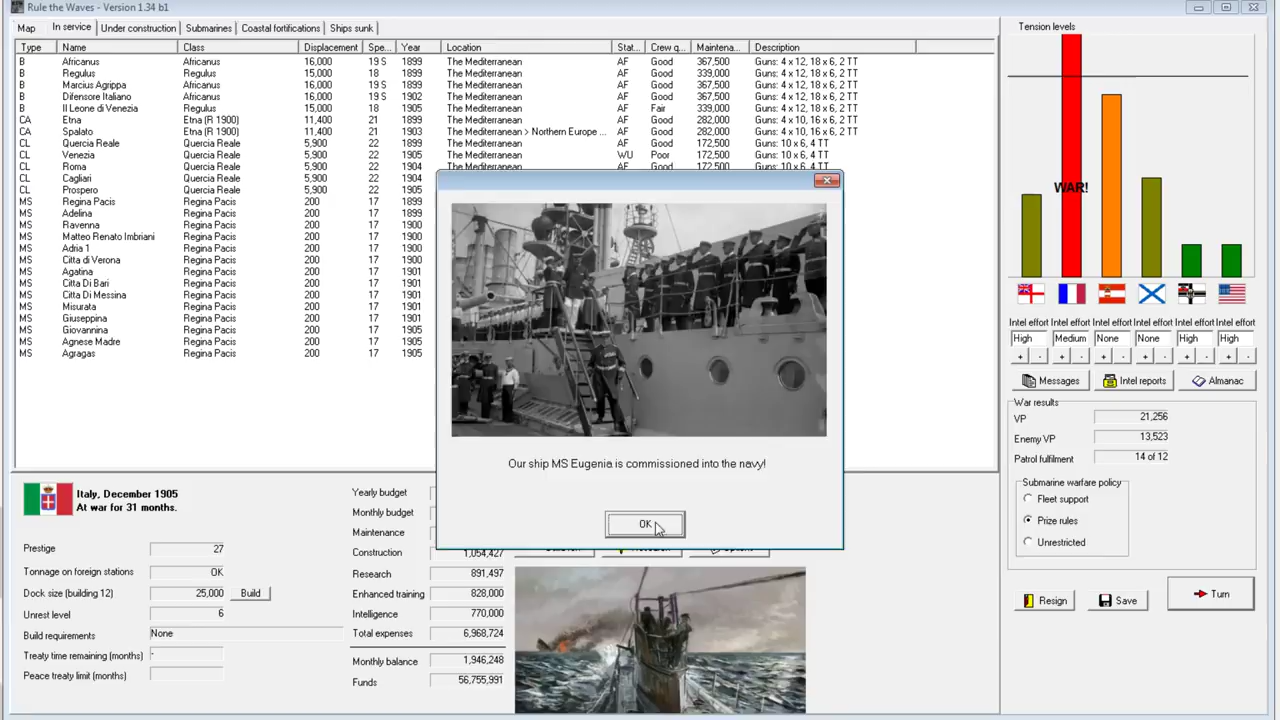 Rule the Waves - Version 1.34 b1
Map In service Under construction Submarines Coastal fortifications Ships sunk
Type Name Class Displacement Spe... Year Location Stat... Crew q... Maintena... Description
B Africanus Africanus 16,000 19 S 1899 The Mediterranean AF Good 367,500 Guns: 4 x 12, 18 x 6, 2 TT
B Regulus Regulus 15,000 18 1899 The Mediterranean AF Good 339,000 Guns: 4 x 12, 18 x 6, 2 TT
B Marcius Agrippa Africanus 16,000 19 S 1899 The Mediterranean AF Good 367,500 Guns: 4 x 12, 18 x 6, 2 TT
B Difensore Italiano Africanus 16,000 19 S 1902 The Mediterranean AF Good 367,500 Guns: 4 x 12, 18 x 6, 2 TT
B Il Leone di Venezia Regulus 15,000 18 1905 The Mediterranean AF Fair 339,000 Guns: 4 x 12, 18 x 6, 2 TT
CA Etna Etna (R 1900) 11,400 21 1899 The Mediterranean AF Good 282,000 Guns: 4 x 10, 16 x 6, 2 TT
CA Spalato Etna (R 1900) 11,400 21 1903 The Mediterranean > Northern Europe ... AF Good 282,000 Guns: 4 x 10, 16 x 6, 2 TT
CL Quercia Reale Quercia Reale 5,900 22 1899 The Mediterranean AF Good 172,500 Guns: 10 x 6, 4 TT
CL Venezia Quercia Reale 5,900 22 1905 The Mediterranean WU Poor 172,500 Guns: 10 x 6, 4 TT
CL Roma Quercia Reale 5,900 22 1904 The Mediterranean AF Good 172,500 Guns: 10 x 6, 4 TT
CL Cagliari Quercia Reale 5,900 22 1904
CL Prospero Quercia Reale 5,900 22 1905
MS Regina Pacis Regina Pacis 200 17 1899
MS Adelina Regina Pacis 200 17 1899
MS Ravenna Regina Pacis 200 17 1900
MS Matteo Renato Imbriani Regina Pacis 200 17 1900
MS Adria 1 Regina Pacis 200 17 1900
MS Citta di Verona Regina Pacis 200 17 1900
MS Agatina Regina Pacis 200 17 1901
MS Citta Di Bari Regina Pacis 200 17 1901
MS Citta Di Messina Regina Pacis 200 17 1901
MS Misurata Regina Pacis 200 17 1901
MS Giuseppina Regina Pacis 200 17 1901
MS Giovannina Regina Pacis 200 17 1905
MS Agnese Madre Regina Pacis 200 17 1905
MS Agragas Regina Pacis 200 17 1905
Our ship MS Eugenia is commissioned into the navy!
OK
Italy, December 1905
At war for 31 months.
Prestige 27
Tonnage on foreign stations OK
Dock size (building 12) 25,000 Build
Unrest level 6
Build requirements None
Treaty time remaining (months) -
Peace treaty limit (months)
Yearly budget
Monthly budget
Maintenance
Construction 1,054,427
Research 891,497
Enhanced training 828,000
Intelligence 770,000
Total expenses 6,968,724
Monthly balance 1,946,248
Funds 56,755,991
Tension levels
WAR!
Intel effort Intel effort Intel effort Intel effort Intel effort Intel effort
High Medium None None High High
+ - + - + - + - + - + -
Messages Intel reports Almanac
War results
VP 21,256
Enemy VP 13,523
Patrol fulfilment 14 of 12
Submarine warfare policy
Fleet support
Prize rules
Unrestricted
Resign Save Turn